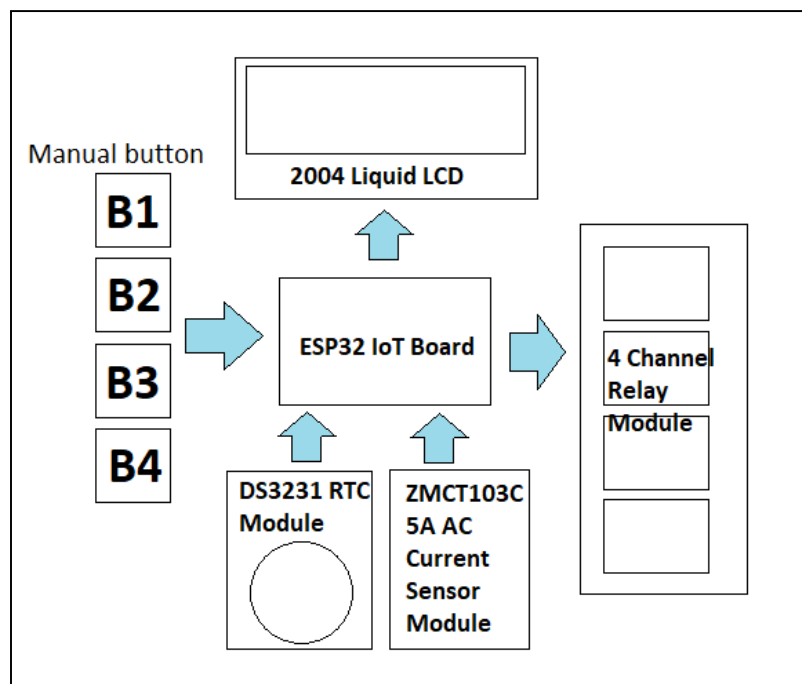 2004 Liquid LCD
Manual button
B1
B2
B3
B4
ESP32 IoT Board
4 Channel
Relay
Module
DS3231 RTC
Module
ZMCT103C
5A AC
Current
Sensor
Module